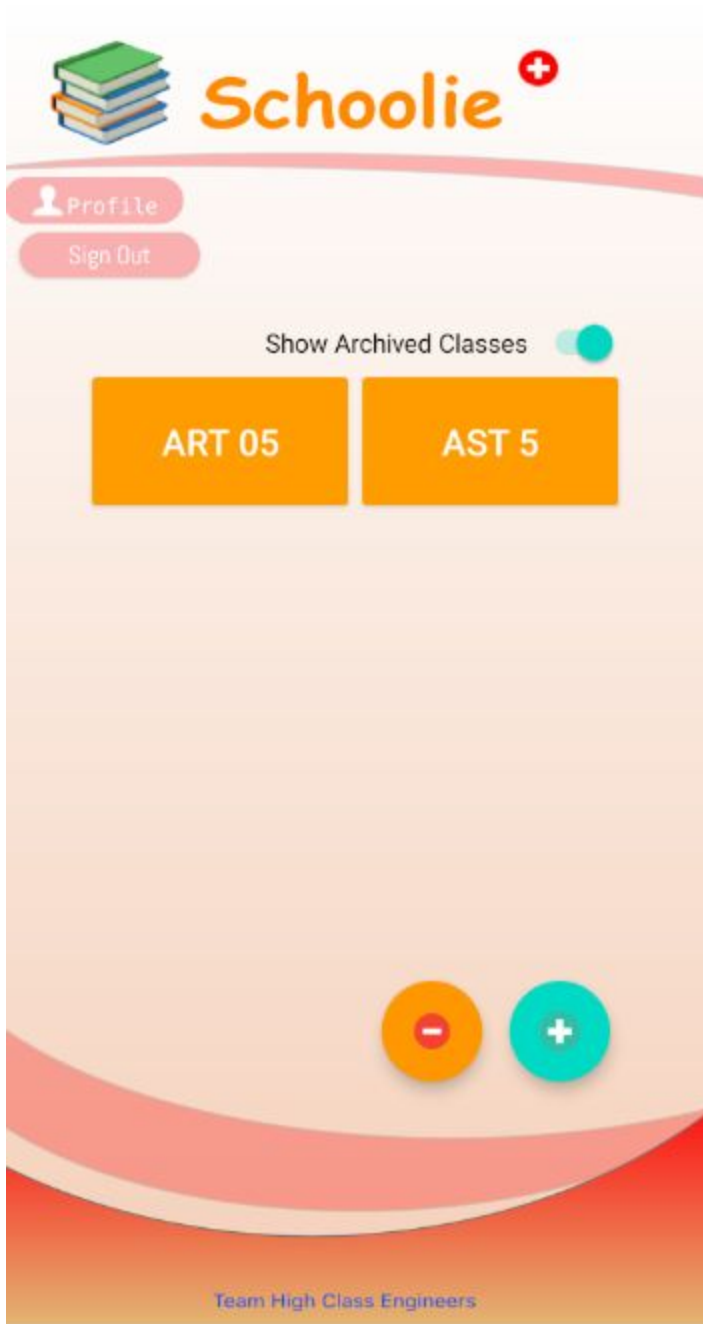 Schoolie
Profile
Sign Out
Show Archived Classes
ART 05
AST 5
Team High Class Engineers